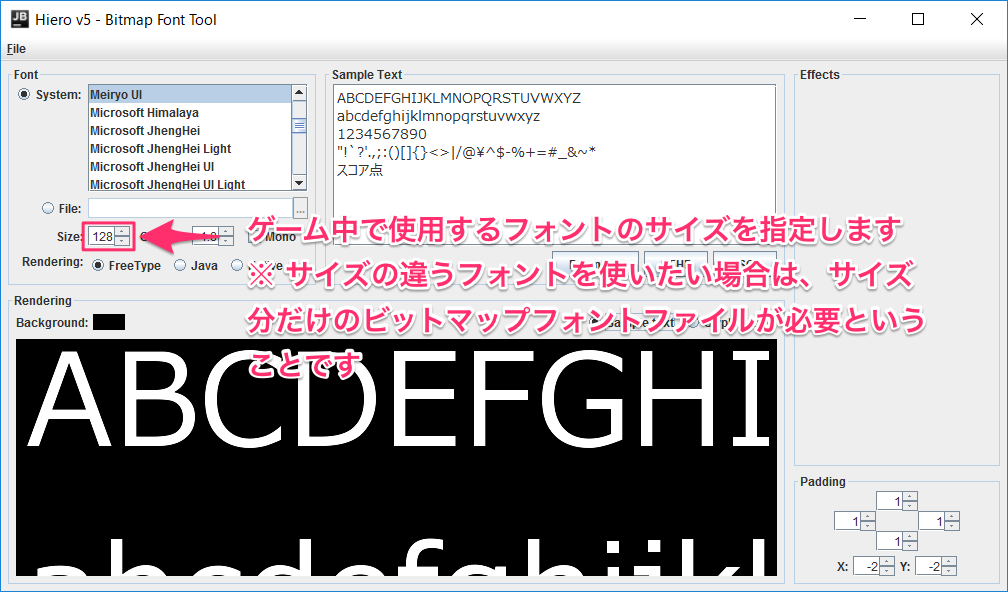 Hiero v5 - Bitmap Font Tool
File
Font
System:
Meiryo UI
Microsoft Himalaya
Microsoft JhengHei
Microsoft JhengHei Light
Microsoft JhengHei UI
Microsoft JhengHei UI Light
File:
...
Size: 128
Mono
Rendering: FreeType Java
Sample Text
ABCDEFGHIJKLMNOPQRSTUVWXYZ
abcdefghijklmnopqrstuvwxyz
1234567890
"!`?'.,;:()[]{}<>|/@¥^$-%+=#_&~*
スコア点
ゲーム中で使用するフォントのサイズを指定します
※ サイズの違うフォントを使いたい場合は、サイズ
分だけのビットマップフォントファイルが必要という
ことです
Rendering
Background:
Sample text
ABCDEFGHI
abcdefghijkl
Effects
Padding
1
1 1
1
X: -2 Y: -2